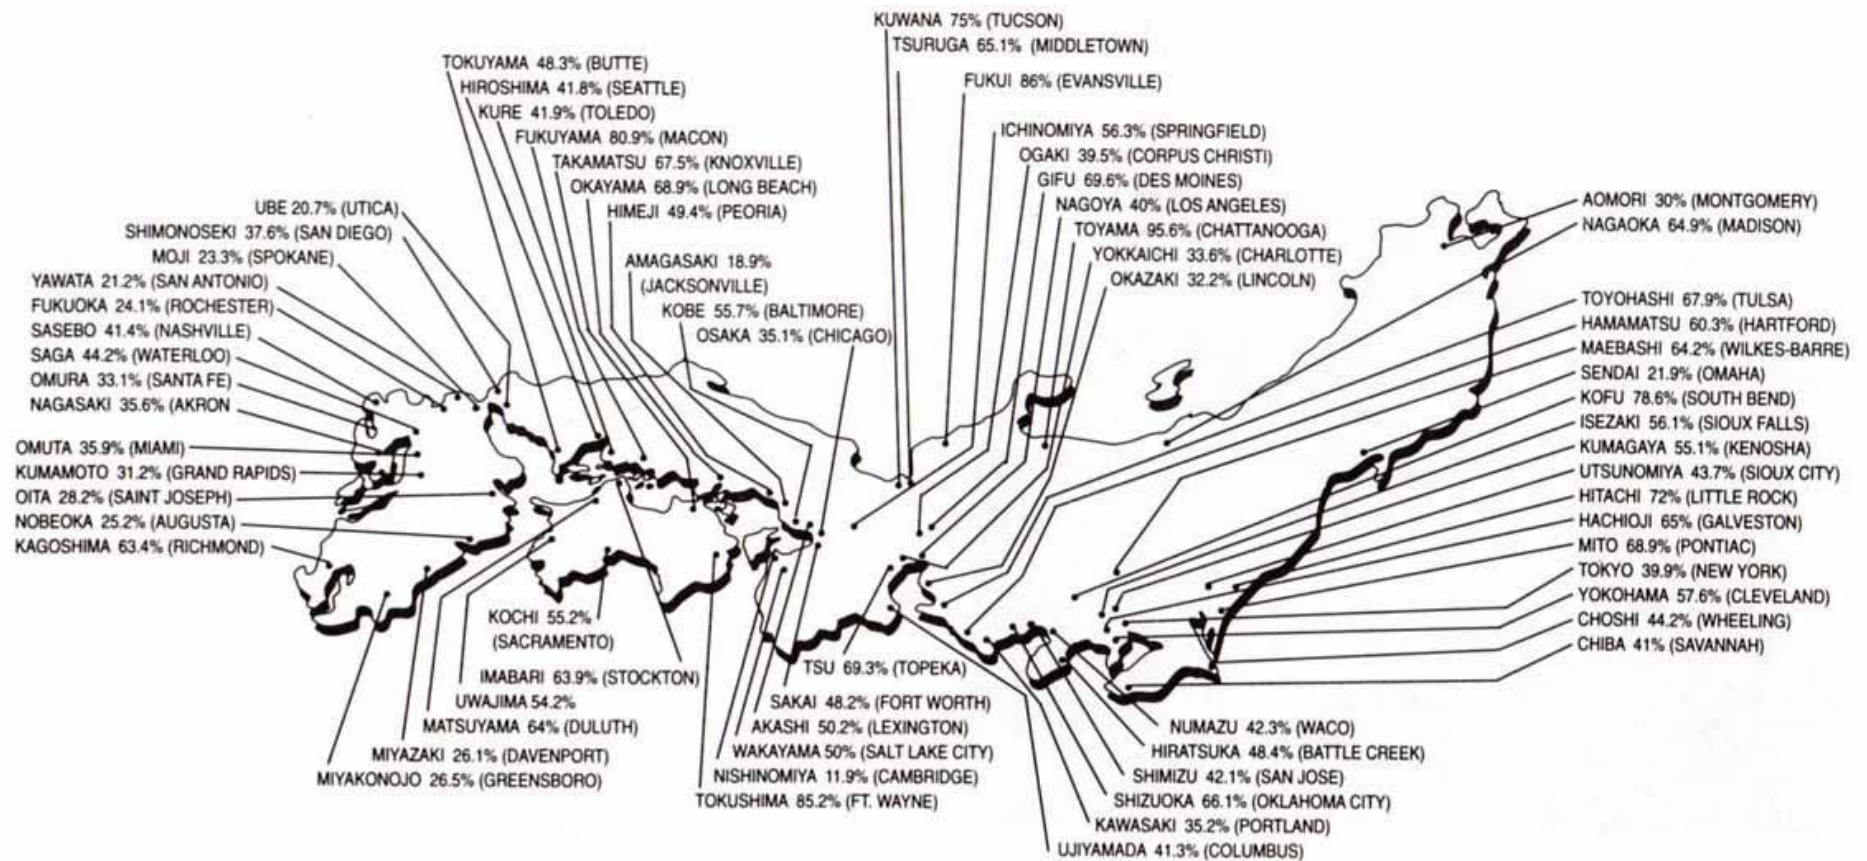 KUWANA 75% (TUCSON)
TSURUGA 65.1% (MIDDLETOWN)
FUKUI 86% (EVANSVILLE)
TOKUYAMA 48.3% (BUTTE)
HIROSHIMA 41.8% (SEATTLE)
KURE 41.9% (TOLEDO)
FUKUYAMA 80.9% (MACON)
TAKAMATSU 67.5% (KNOXVILLE)
OKAYAMA 68.9% (LONG BEACH)
HIMEJI 49.4% (PEORIA)
AMAGASAKI 18.9%
(JACKSONVILLE)
KOBE 55.7% (BALTIMORE)
OSAKA 35.1% (CHICAGO)
ICHINOMIYA 56.3% (SPRINGFIELD)
OGAKI 39.5% (CORPUS CHRISTI)
GIFU 69.6% (DES MOINES)
NAGOYA 40% (LOS ANGELES)
TOYAMA 95.6% (CHATTANOOGA)
YOKKAICHI 33.6% (CHARLOTTE)
OKAZAKI 32.2% (LINCOLN)
UBE 20.7% (UTICA)
SHIMONOSEKI 37.6% (SAN DIEGO)
MOJI 23.3% (SPOKANE)
YAWATA 21.2% (SAN ANTONIO)
FUKUOKA 24.1% (ROCHESTER)
SASEBO 41.4% (NASHVILLE)
SAGA 44.2% (WATERLOO)
OMURA 33.1% (SANTA FE)
NAGASAKI 35.6% (AKRON
OMUTA 35.9% (MIAMI)
KUMAMOTO 31.2% (GRAND RAPIDS)
OITA 28.2% (SAINT JOSEPH)
NOBEOKA 25.2% (AUGUSTA)
KAGOSHIMA 63.4% (RICHMOND)
AOMORI 30% (MONTGOMERY)
NAGAOKA 64.9% (MADISON)
TOYOHASHI 67.9% (TULSA)
HAMAMATSU 60.3% (HARTFORD)
MAEBASHI 64.2% (WILKES-BARRE)
SENDAI 21.9% (OMAHA)
KOFU 78.6% (SOUTH BEND)
ISEZAKI 56.1% (SIOUX FALLS)
KUMAGAYA 55.1% (KENOSHA)
UTSUNOMIYA 43.7% (SIOUX CITY)
HITACHI 72% (LITTLE ROCK)
HACHIOJI 65% (GALVESTON)
MITO 68.9% (PONTIAC)
TOKYO 39.9% (NEW YORK)
YOKOHAMA 57.6% (CLEVELAND)
CHOSHI 44.2% (WHEELING)
CHIBA 41% (SAVANNAH)
KOCHI 55.2%
(SACRAMENTO)
IMABARI 63.9% (STOCKTON)
UWAJIMA 54.2%
MATSUYAMA 64% (DULUTH)
MIYAZAKI 26.1% (DAVENPORT)
MIYAKONOJO 26.5% (GREENSBORO)
TSU 69.3% (TOPEKA)
SAKAI 48.2% (FORT WORTH)
AKASHI 50.2% (LEXINGTON)
WAKAYAMA 50% (SALT LAKE CITY)
NISHINOMIYA 11.9% (CAMBRIDGE)
TOKUSHIMA 85.2% (FT. WAYNE)
NUMAZU 42.3% (WACO)
HIRATSUKA 48.4% (BATTLE CREEK)
SHIMIZU 42.1% (SAN JOSE)
SHIZUOKA 66.1% (OKLAHOMA CITY)
KAWASAKI 35.2% (PORTLAND)
UJIYAMADA 41.3% (COLUMBUS)